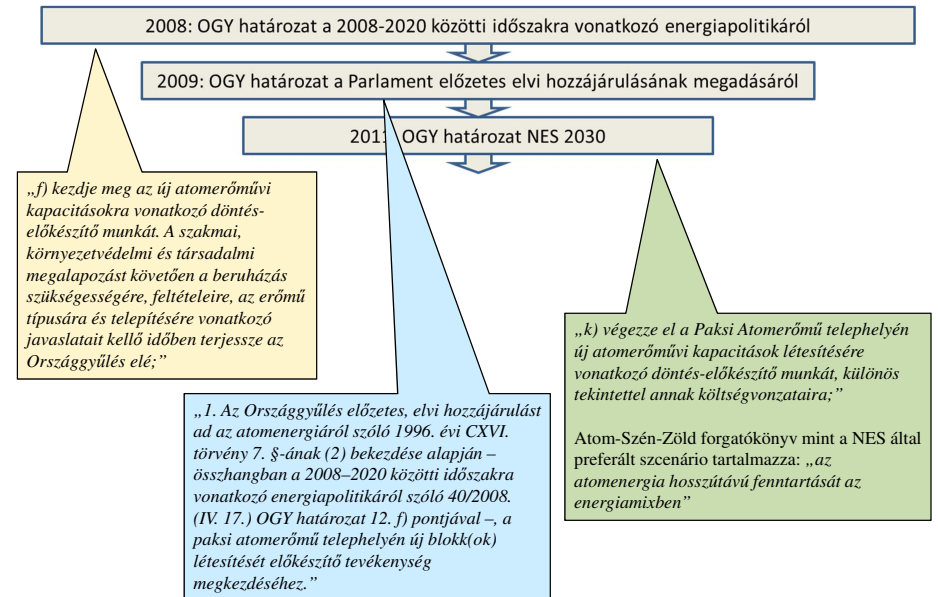 2008: OGY határozat a 2008-2020 közötti időszakra vonatkozó energiapolitikáról
2009: OGY határozat a Parlament előzetes elvi hozzájárulásának megadásáról
2011: OGY határozat NES 2030
„f) kezdje meg az új atomerőművi
kapacitásokra vonatkozó döntés-
előkészítő munkát. A szakmai,
környezetvédelmi és társadalmi
megalapozást követően a beruházás
szükségességére, feltételeire, az erőmű
típusára és telepítésére vonatkozó
javaslatait kellő időben terjessze az
Országgyűlés elé;”
„1. Az Országgyűlés előzetes, elvi hozzájárulást
ad az atomenergiáról szóló 1996. évi CXVI.
törvény 7. §-ának (2) bekezdése alapján –
összhangban a 2008–2020 közötti időszakra
vonatkozó energiapolitikáról szóló 40/2008.
(IV. 17.) OGY határozat 12. f) pontjával –, a
paksi atomerőmű telephelyén új blokk(ok)
létesítését előkészítő tevékenység
megkezdéséhez.”
„k) végezze el a Paksi Atomerőmű telephelyén
új atomerőművi kapacitások létesítésére
vonatkozó döntés-előkészítő munkát, különös
tekintettel annak költségvonzataira;”
Atom-Szén-Zöld forgatókönyv mint a NES által
preferált szcenárió tartalmazza: „az
atomenergia hosszútávú fenntartását az
energiamixben”